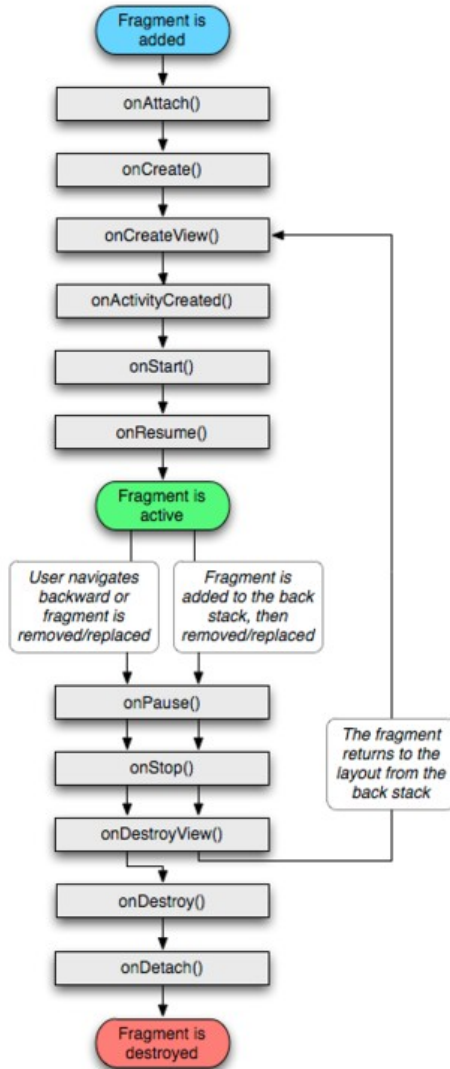 Fragment is
added
onAttach()
onCreate()
onCreateView()
onActivityCreated()
onStart()
onResume()
Fragment is
active
User navigates
backward or
fragment is
removed/replaced
Fragment is
added to the back
stack, then
removed/replaced
onPause()
onStop()
onDestroyView()
The fragment
returns to the
layout from the
back stack
onDestroy()
onDetach()
Fragment is
destroyed